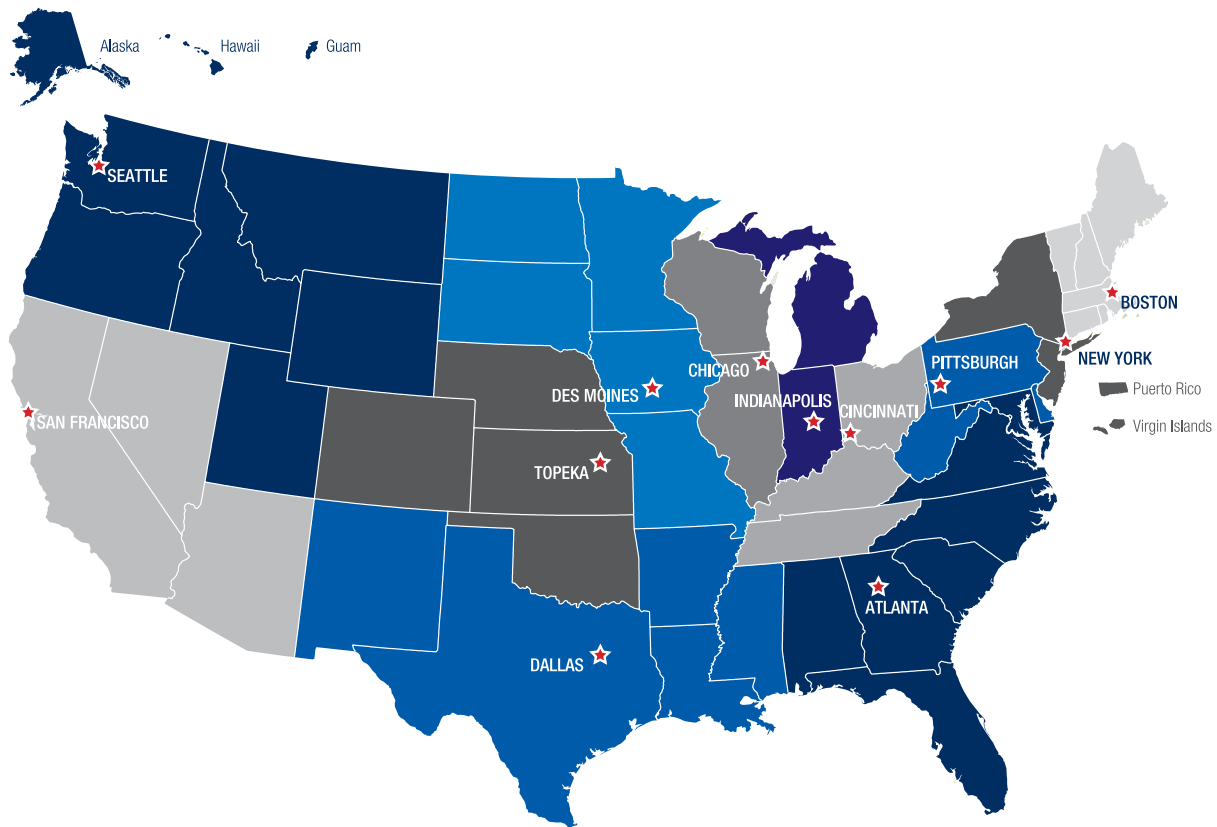 Alaska
Hawaii
Guam
SEATTLE
BOSTON
NEW YORK
PITTSBURGH
CHICAGO
Puerto Rico
DES MOINES
INDIANAPOLIS
CINCINNATI
SAN FRANCISCO
Virgin Islands
TOPEKA
ATLANTA
DALLAS